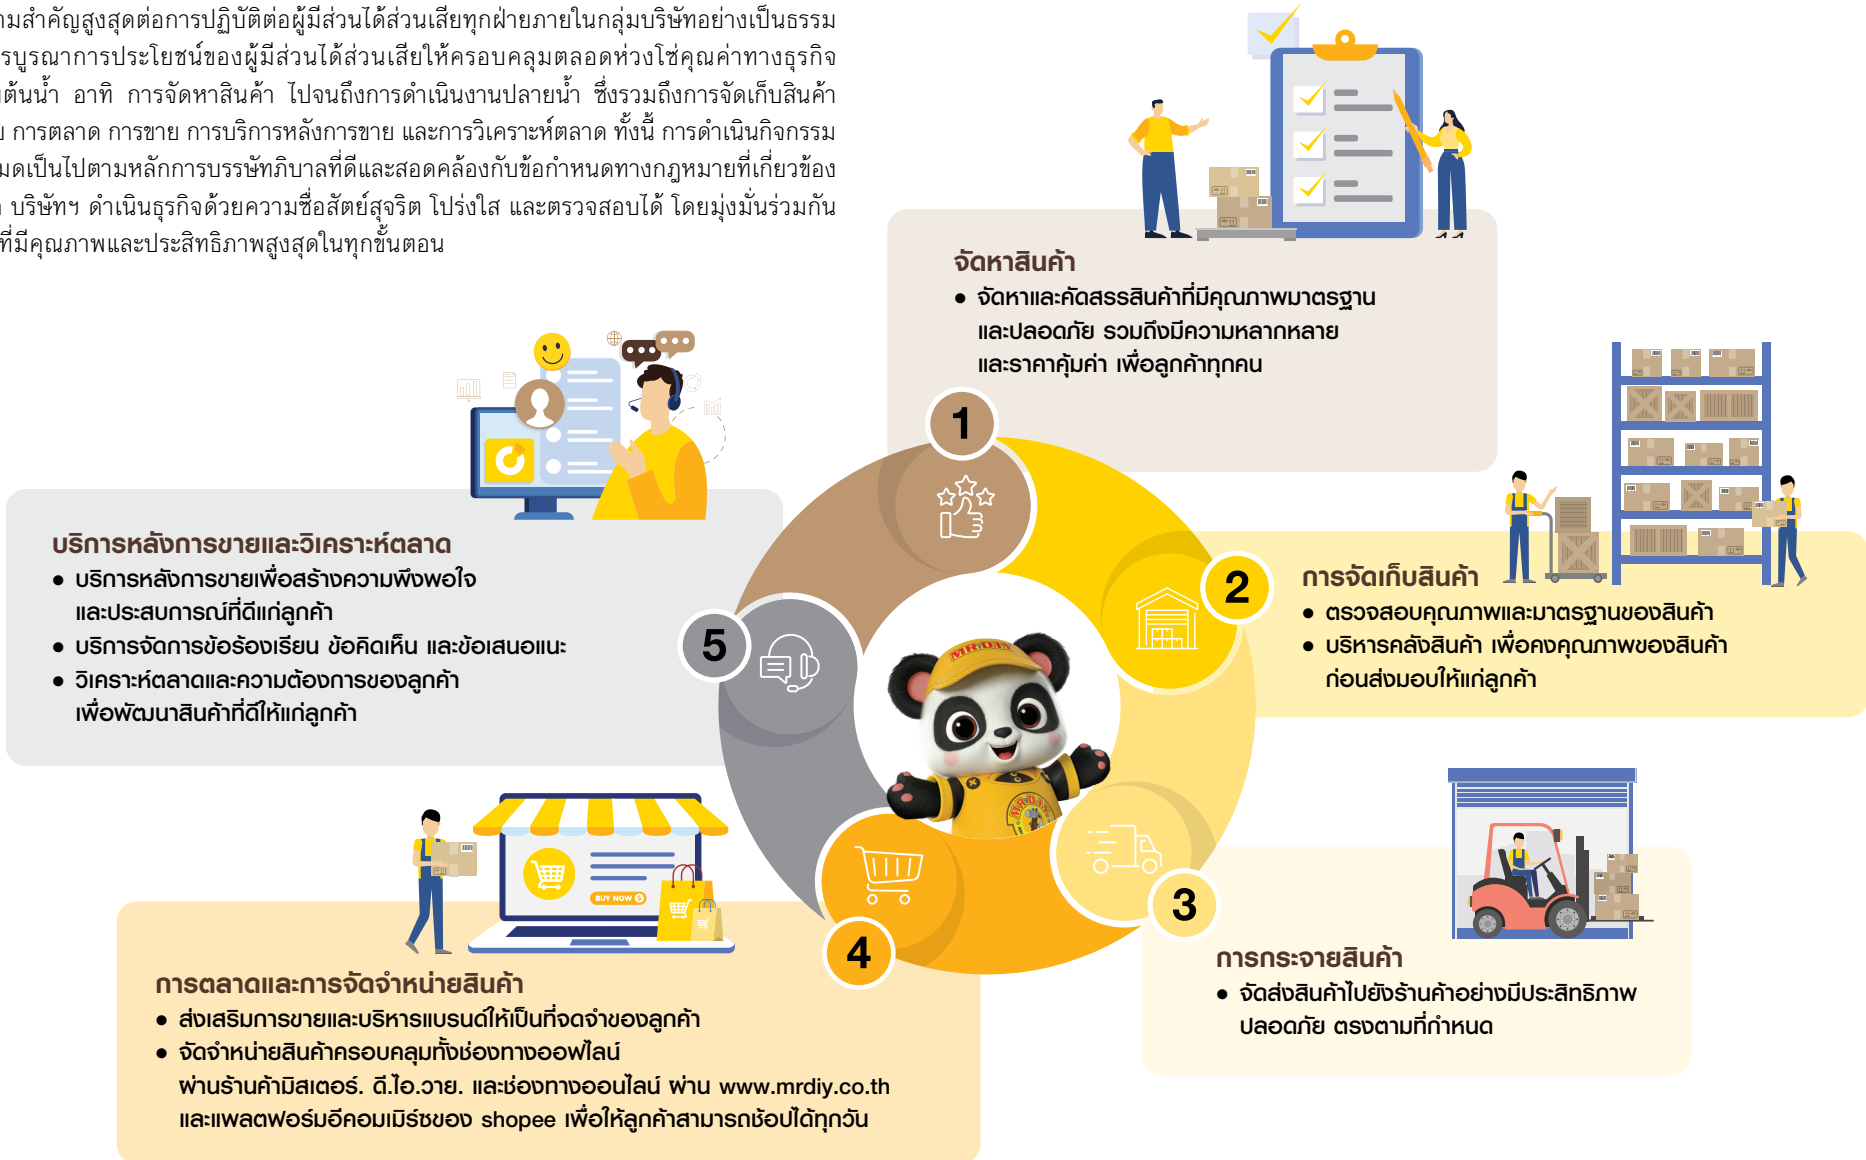 ามสำคัญสูงสุดต่อการปฏิบัติต่อผู้มีส่วนได้ส่วนเสียทุกฝ่ายภายในกลุ่มบริษัทอย่างเป็นธรรม
รบูรณาการประโยชน์ของผู้มีส่วนได้ส่วนเสียให้ครอบคลุมตลอดห่วงโซ่คุณค่าทางธุรกิจ
ต้นน้ำ อาทิ การจัดหาสินค้า ไปจนถึงการดำเนินงานปลายน้ำ ซึ่งรวมถึงการจัดเก็บสินค้า
ย การตลาด การขาย การบริการหลังการขาย และการวิเคราะห์ตลาด ทั้งนี้ การดำเนินกิจกรรม
มดเป็นไปตามหลักการบรรษัทภิบาลที่ดีและสอดคล้องกับข้อกำหนดทางกฎหมายที่เกี่ยวข้อง
บริษัทฯ ดำเนินธุรกิจด้วยความซื่อสัตย์สุจริต โปร่งใส และตรวจสอบได้ โดยมุ่งมั่นร่วมกัน
ที่มีคุณภาพและประสิทธิภาพสูงสุดในทุกขั้นตอน
จัดหาสินค้า
• จัดหาและคัดสรรสินค้าที่มีคุณภาพมาตรฐาน
และปลอดภัย รวมถึงมีความหลากหลาย
และราคาคุ้มค่า เพื่อลูกค้าทุกคน
1
2
การจัดเก็บสินค้า
• ตรวจสอบคุณภาพและมาตรฐานของสินค้า
• บริหารคลังสินค้า เพื่อคงคุณภาพของสินค้า
ก่อนส่งมอบให้แก่ลูกค้า
3
การกระจายสินค้า
• จัดส่งสินค้าไปยังร้านค้าอย่างมีประสิทธิภาพ
ปลอดภัย ตรงตามที่กำหนด
4
การตลาดและการจัดจำหน่ายสินค้า
• ส่งเสริมการขายและบริหารแบรนด์ให้เป็นที่จดจำของลูกค้า
• จัดจำหน่ายสินค้าครอบคลุมทั้งช่องทางออฟไลน์
ผ่านร้านค้ามิสเตอร์. ดี.ไอ.วาย. และช่องทางออนไลน์ ผ่าน www.mrdiy.co.th
และแพลตฟอร์มอีคอมเมิร์ซของ shopee เพื่อให้ลูกค้าสามารถช้อปได้ทุกวัน
BUY NOW
5
บริการหลังการขายและวิเคราะห์ตลาด
• บริการหลังการขายเพื่อสร้างความพึงพอใจ
และประสบการณ์ที่ดีแก่ลูกค้า
• บริการจัดการข้อร้องเรียน ข้อคิดเห็น และข้อเสนอแนะ
• วิเคราะห์ตลาดและความต้องการของลูกค้า
เพื่อพัฒนาสินค้าที่ดีให้แก่ลูกค้า
MR.D.I.Y.
MR.D.I.Y.